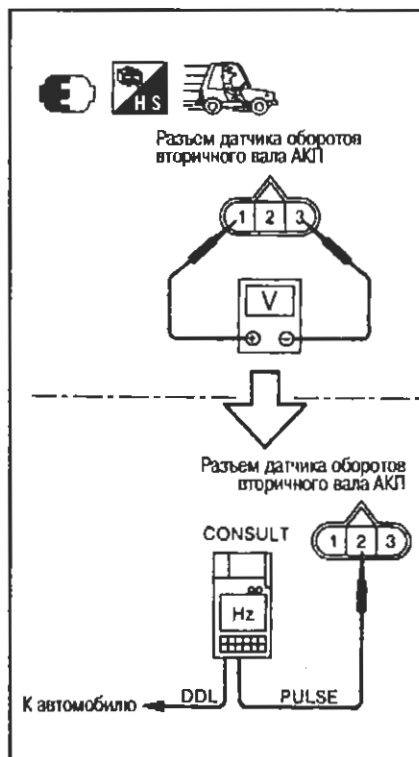 H S
Разъем датчика оборотов
вторичного вала АКП
1 2 3
V
+ −
Разъем датчика оборотов
вторичного вала АКП
CONSULT
1 2 3
Hz
К автомобилю
DDL
PULSE